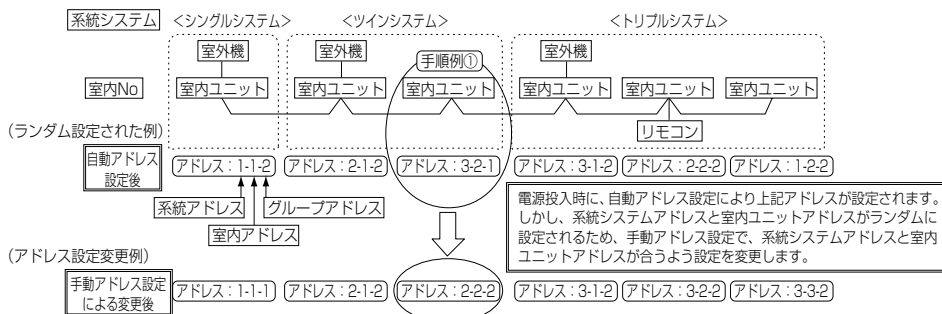 系統システム <シングルシステム> <ツインシステム> <トリプルシステム>
室外機 室外機 手順例① 室外機
室内No 室内ユニット 室内ユニット 室内ユニット 室内ユニット 室内ユニット 室内ユニット
(ランダム設定された例) リモコン
自動アドレス
設定後
アドレス：1-1-2 アドレス：2-1-2 アドレス：3-2-1 アドレス：3-1-2 アドレス：2-2-2 アドレス：1-2-2
系統アドレス グループアドレス
室内アドレス
電源投入時に、自動アドレス設定により上記アドレスが設定されます。
しかし、系統システムアドレスと室内ユニットアドレスがランダムに
設定されるため、手動アドレス設定で、系統システムアドレスと室内
ユニットアドレスが合うよう設定を変更します。
(アドレス設定変更例)
手動アドレス設定
による変更後
アドレス：1-1-1 アドレス：2-1-2 アドレス：2-2-2 アドレス：3-1-2 アドレス：3-2-2 アドレス：3-3-2